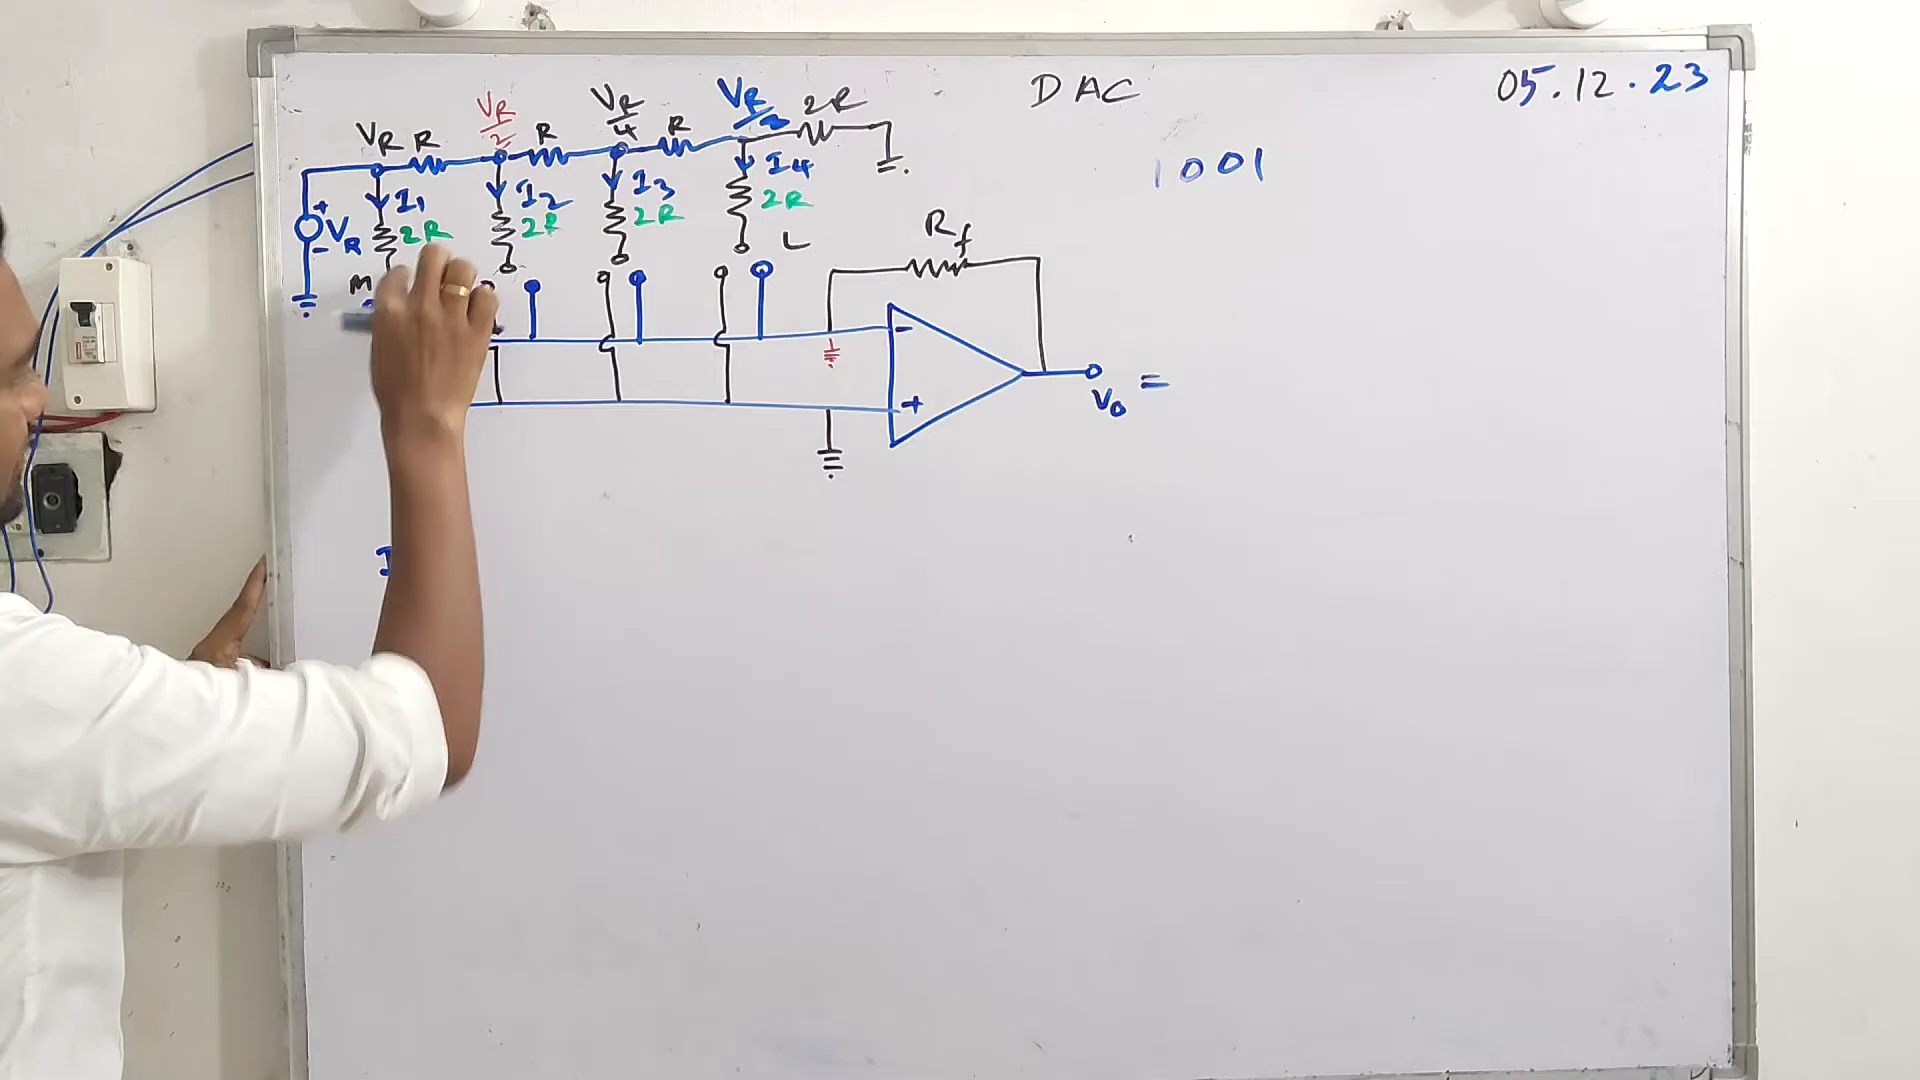 DAC
05.12.23
1001
VR R VR/2 R VR/4 R VR/8 2R
I1 I2 I3 I4
+ VR -
2R 2R 2R 2R
M L
Rf
-
+
V0 =
I